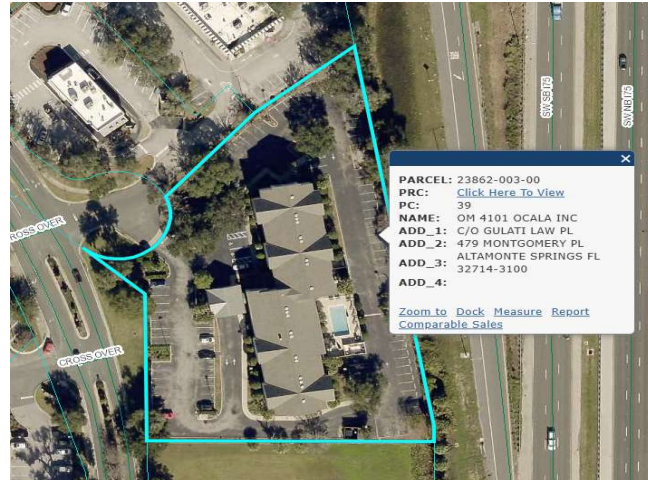 SW SB I75
SW NB I75
ROSS OVER
CROSS OVER
×
PARCEL: 23862-003-00
PRC: Click Here To View
PC: 39
NAME: OM 4101 OCALA INC
ADD_1: C/O GULATI LAW PL
ADD_2: 479 MONTGOMERY PL
ADD_3: ALTAMONTE SPRINGS FL
32714-3100
ADD_4:
Zoom to Dock Measure Report
Comparable Sales